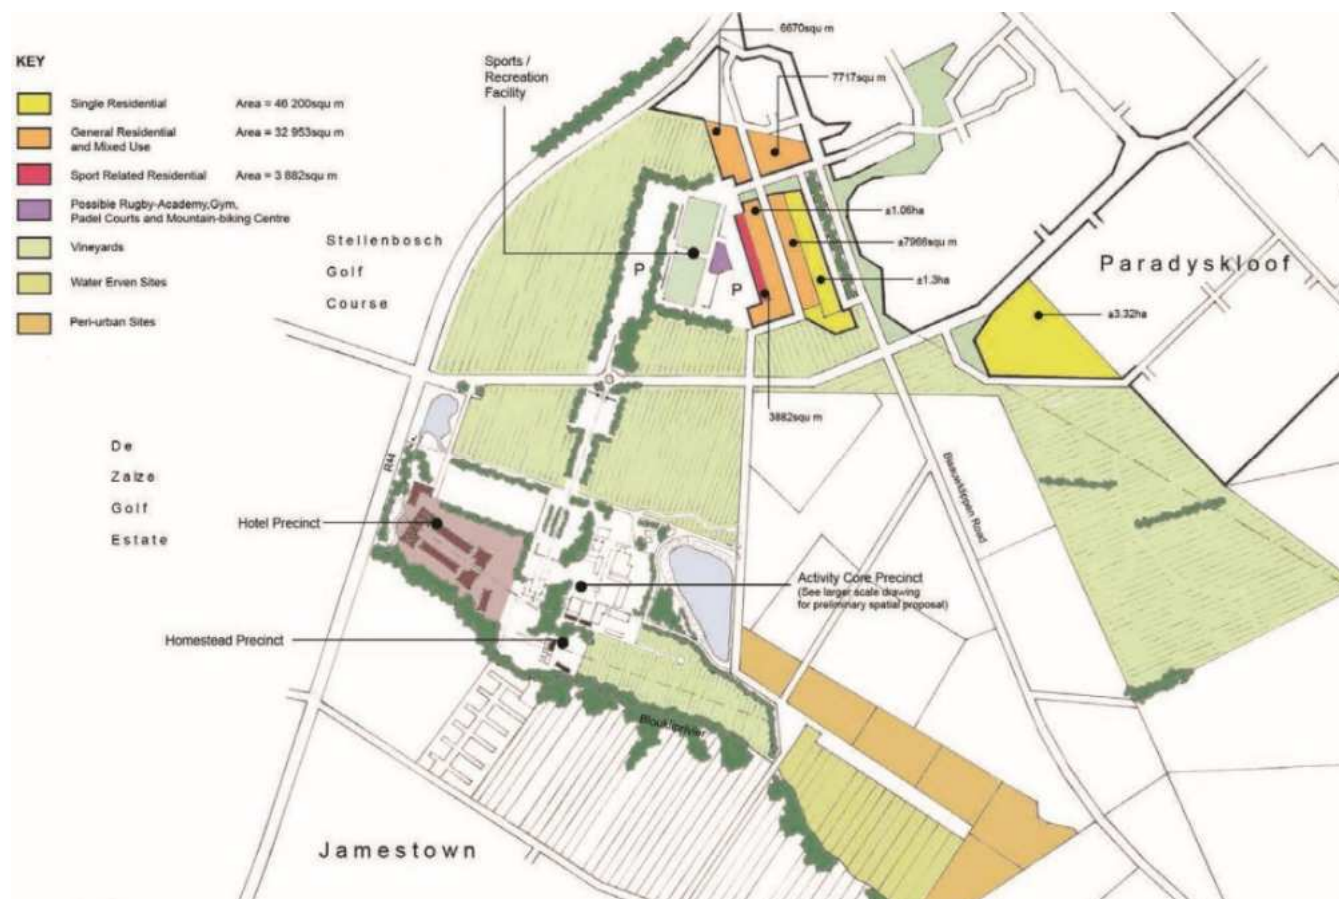 KEY
Single Residential Area = 46 200squ m
General Residential Area = 32 953squ m
and Mixed Use
Sport Related Residential Area = 3 882squ m
Possible Rugby-Academy,Gym,
Padel Courts and Mountain-biking Centre
Vineyards
Water Erven Sites
Peri-urban Sites
Sports /
Recreation
Facility
6670squ m
7717squ m
±1.06ha
±7966squ m
±1.3ha
Paradyskloof
±3.32ha
Stellenbosch
Golf
Course
P
P
3882squ m
De
Zalze
Golf
Estate
R44
Blaauwklippen Road
Hotel Precinct
Activity Core Precinct
(See larger scale drawing
for preliminary spatial proposal)
Homestead Precinct
Bloukliprivier
Jamestown